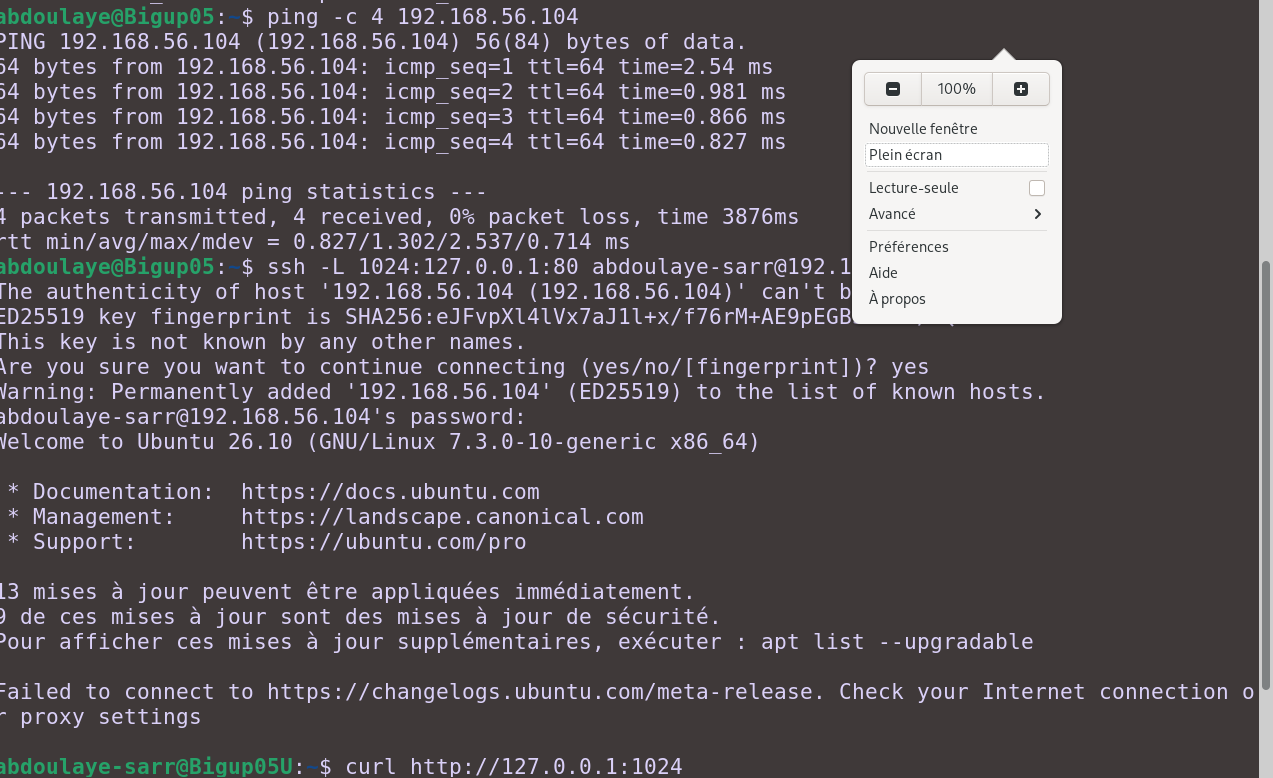 abdoulaye@Bigup05:~$ ping -c 4 192.168.56.104
PING 192.168.56.104 (192.168.56.104) 56(84) bytes of data.
64 bytes from 192.168.56.104: icmp_seq=1 ttl=64 time=2.54 ms
64 bytes from 192.168.56.104: icmp_seq=2 ttl=64 time=0.981 ms
64 bytes from 192.168.56.104: icmp_seq=3 ttl=64 time=0.866 ms
64 bytes from 192.168.56.104: icmp_seq=4 ttl=64 time=0.827 ms
--- 192.168.56.104 ping statistics ---
4 packets transmitted, 4 received, 0% packet loss, time 3876ms
rtt min/avg/max/mdev = 0.827/1.302/2.537/0.714 ms
abdoulaye@Bigup05:~$ ssh -L 1024:127.0.0.1:80 abdoulaye-sarr@192.1
The authenticity of host '192.168.56.104 (192.168.56.104)' can't b
ED25519 key fingerprint is SHA256:eJFvpXl4lVx7aJ1l+x/f76rM+AE9pEGB
This key is not known by any other names.
Are you sure you want to continue connecting (yes/no/[fingerprint])? yes
Warning: Permanently added '192.168.56.104' (ED25519) to the list of known hosts.
abdoulaye-sarr@192.168.56.104's password:
Welcome to Ubuntu 26.10 (GNU/Linux 7.3.0-10-generic x86_64)
* Documentation: https://docs.ubuntu.com
* Management: https://landscape.canonical.com
* Support: https://ubuntu.com/pro
13 mises à jour peuvent être appliquées immédiatement.
9 de ces mises à jour sont des mises à jour de sécurité.
Pour afficher ces mises à jour supplémentaires, exécuter : apt list --upgradable
Failed to connect to https://changelogs.ubuntu.com/meta-release. Check your Internet connection o
r proxy settings
abdoulaye-sarr@Bigup05U:~$ curl http://127.0.0.1:1024
100%
Nouvelle fenêtre
Plein écran
Lecture-seule
Avancé
Préférences
Aide
À propos